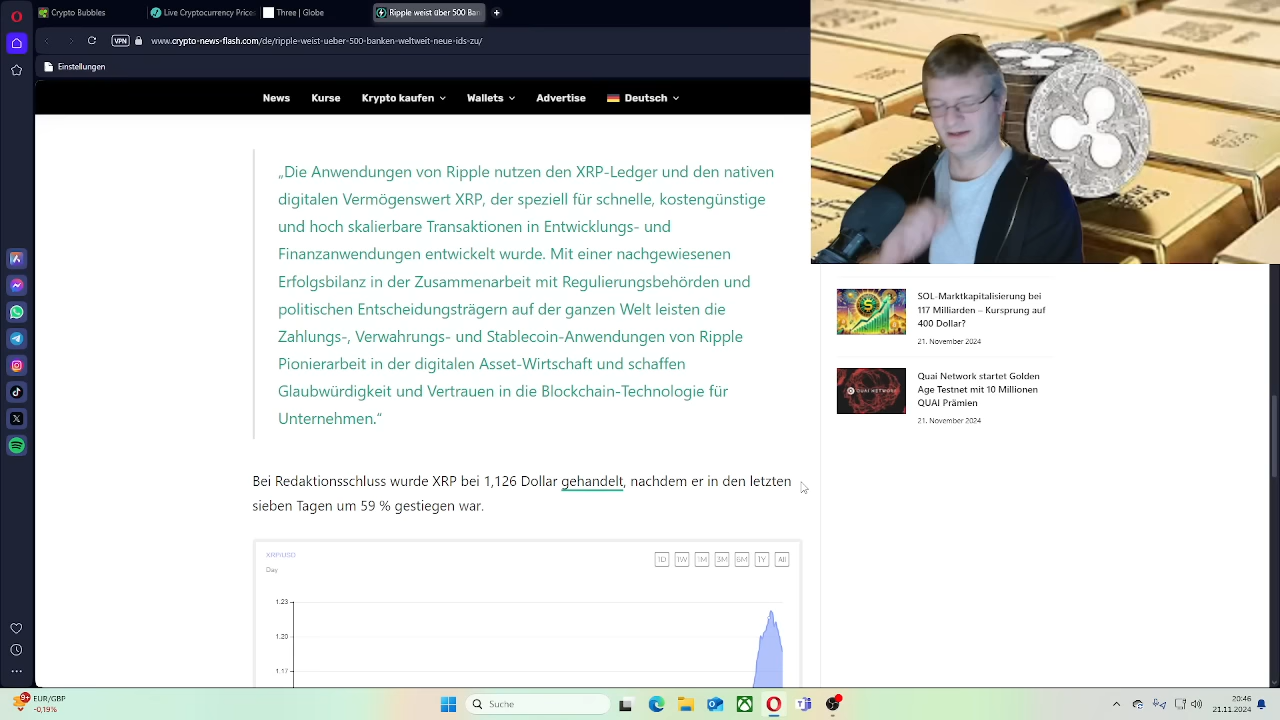 Crypto Bubbles
Live Cryptocurrency Price
Three | Globe
Ripple weist über 500 Ban
VPN
www.crypto-news-flash.com/de/ripple-weist-ueber-500-banken-weltweit-neue-ids-zu/
Einstellungen
News
Kurse
Krypto kaufen
Wallets
Advertise
Deutsch
„Die Anwendungen von Ripple nutzen den XRP-Ledger und den nativen
digitalen Vermögenswert XRP, der speziell für schnelle, kostengünstige
und hoch skalierbare Transaktionen in Entwicklungs- und
Finanzanwendungen entwickelt wurde. Mit einer nachgewiesenen
Erfolgsbilanz in der Zusammenarbeit mit Regulierungsbehörden und
politischen Entscheidungsträgern auf der ganzen Welt leisten die
Zahlungs-, Verwahrungs- und Stablecoin-Anwendungen von Ripple
Pionierarbeit in der digitalen Asset-Wirtschaft und schaffen
Glaubwürdigkeit und Vertrauen in die Blockchain-Technologie für
Unternehmen.“
Bei Redaktionsschluss wurde XRP bei 1,126 Dollar gehandelt, nachdem er in den letzten
sieben Tagen um 59 % gestiegen war.
XRP/USD
Day
1D 1W 1M 3M 6M 1Y All
1.23
1.20
1.17
SOL-Marktkapitalisierung bei
117 Milliarden – Kursprung auf
400 Dollar?
21. November 2024
QUAI NETWORK
Quai Network startet Golden
Age Testnet mit 10 Millionen
QUAI Prämien
21. November 2024
EUR/GBP
-0,19%
Suche
20:46
21.11.2024